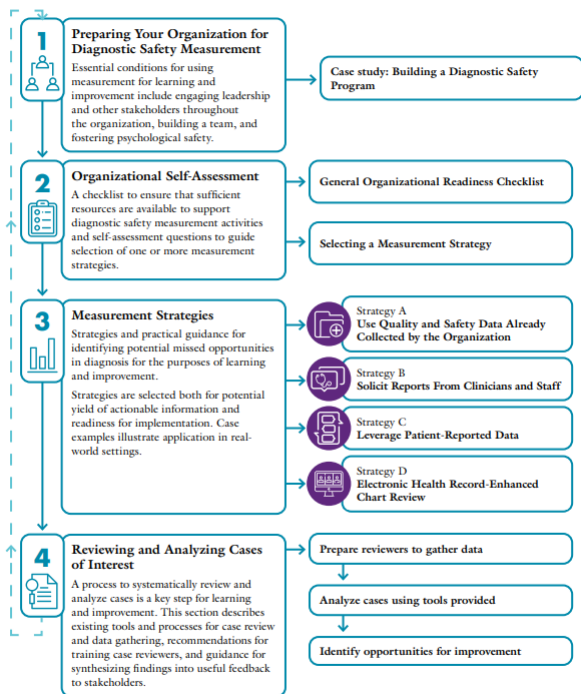 1
Preparing Your Organization for
Diagnostic Safety Measurement
Essential conditions for using
measurement for learning and
improvement include engaging leadership
and other stakeholders throughout
the organization, building a team, and
fostering psychological safety.
Case study: Building a Diagnostic Safety
Program
2
Organizational Self-Assessment
A checklist to ensure that sufficient
resources are available to support
diagnostic safety measurement activities
and self-assessment questions to guide
selection of one or more measurement
strategies.
General Organizational Readiness Checklist
Selecting a Measurement Strategy
3
Measurement Strategies
Strategies and practical guidance for
identifying potential missed opportunities
in diagnosis for the purposes of learning
and improvement.
Strategies are selected both for potential
yield of actionable information and
readiness for implementation. Case
examples illustrate application in real-
world settings.
Strategy A
Use Quality and Safety Data Already
Collected by the Organization
Strategy B
Solicit Reports From Clinicians and Staff
Strategy C
Leverage Patient-Reported Data
Strategy D
Electronic Health Record-Enhanced
Chart Review
4
Reviewing and Analyzing Cases
of Interest
A process to systematically review and
analyze cases is a key step for learning
and improvement. This section describes
existing tools and processes for case review
and data gathering, recommendations for
training case reviewers, and guidance for
synthesizing findings into useful feedback
to stakeholders.
Prepare reviewers to gather data
Analyze cases using tools provided
Identify opportunities for improvement